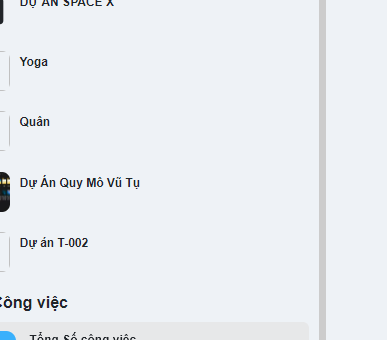 DỰ ÁN SPACE X
Yoga
Quân
Dự Án Quy Mô Vũ Tụ
Dự án T-002
Công việc
Tổng Số công việc